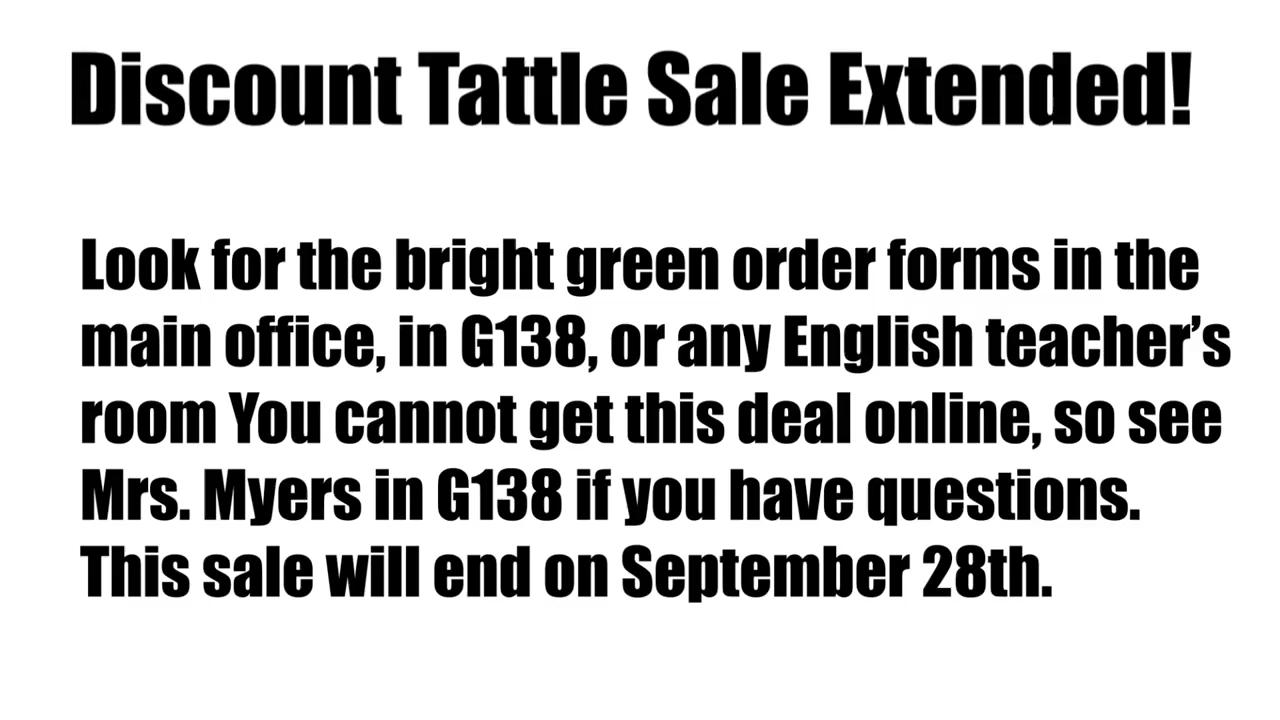 Discount Tattle Sale Extended!
Look for the bright green order forms in the
main office, in G138, or any English teacher’s
room You cannot get this deal online, so see
Mrs. Myers in G138 if you have questions.
This sale will end on September 28th.